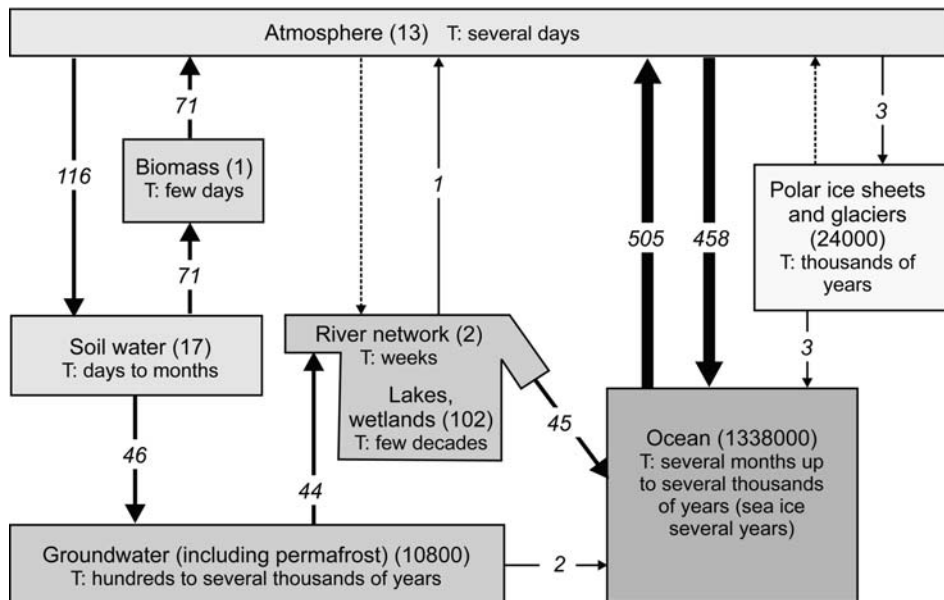 Atmosphere (13) T: several days
71
Biomass (1)
T: few days
116
71
1
505
458
3
Polar ice sheets
and glaciers
(24000)
T: thousands of
years
Soil water (17)
T: days to months
River network (2)
T: weeks
Lakes,
wetlands (102)
T: few decades
3
46
44
45
Ocean (1338000)
T: several months up
to several thousands
of years (sea ice
several years)
Groundwater (including permafrost) (10800)
T: hundreds to several thousands of years
2